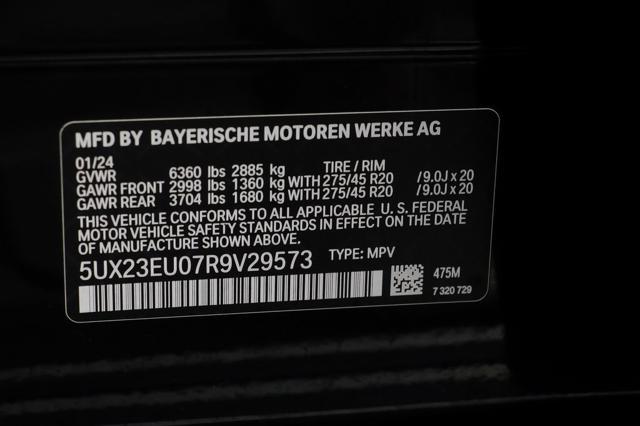 MFD BY BAYERISCHE MOTOREN WERKE AG
01/24 TIRE / RIM
GVWR 6360 lbs 2885 kg
GAWR FRONT 2998 lbs 1360 kg WITH 275/45 R20 / 9.0J x 20
GAWR REAR 3704 lbs 1680 kg WITH 275/45 R20 / 9.0J x 20
THIS VEHICLE CONFORMS TO ALL APPLICABLE U. S. FEDERAL
MOTOR VEHICLE SAFETY STANDARDS IN EFFECT ON THE DATE
OF MANUFACTURE SHOWN ABOVE.
5UX23EU07R9V29573 TYPE: MPV
475M
7 320 729